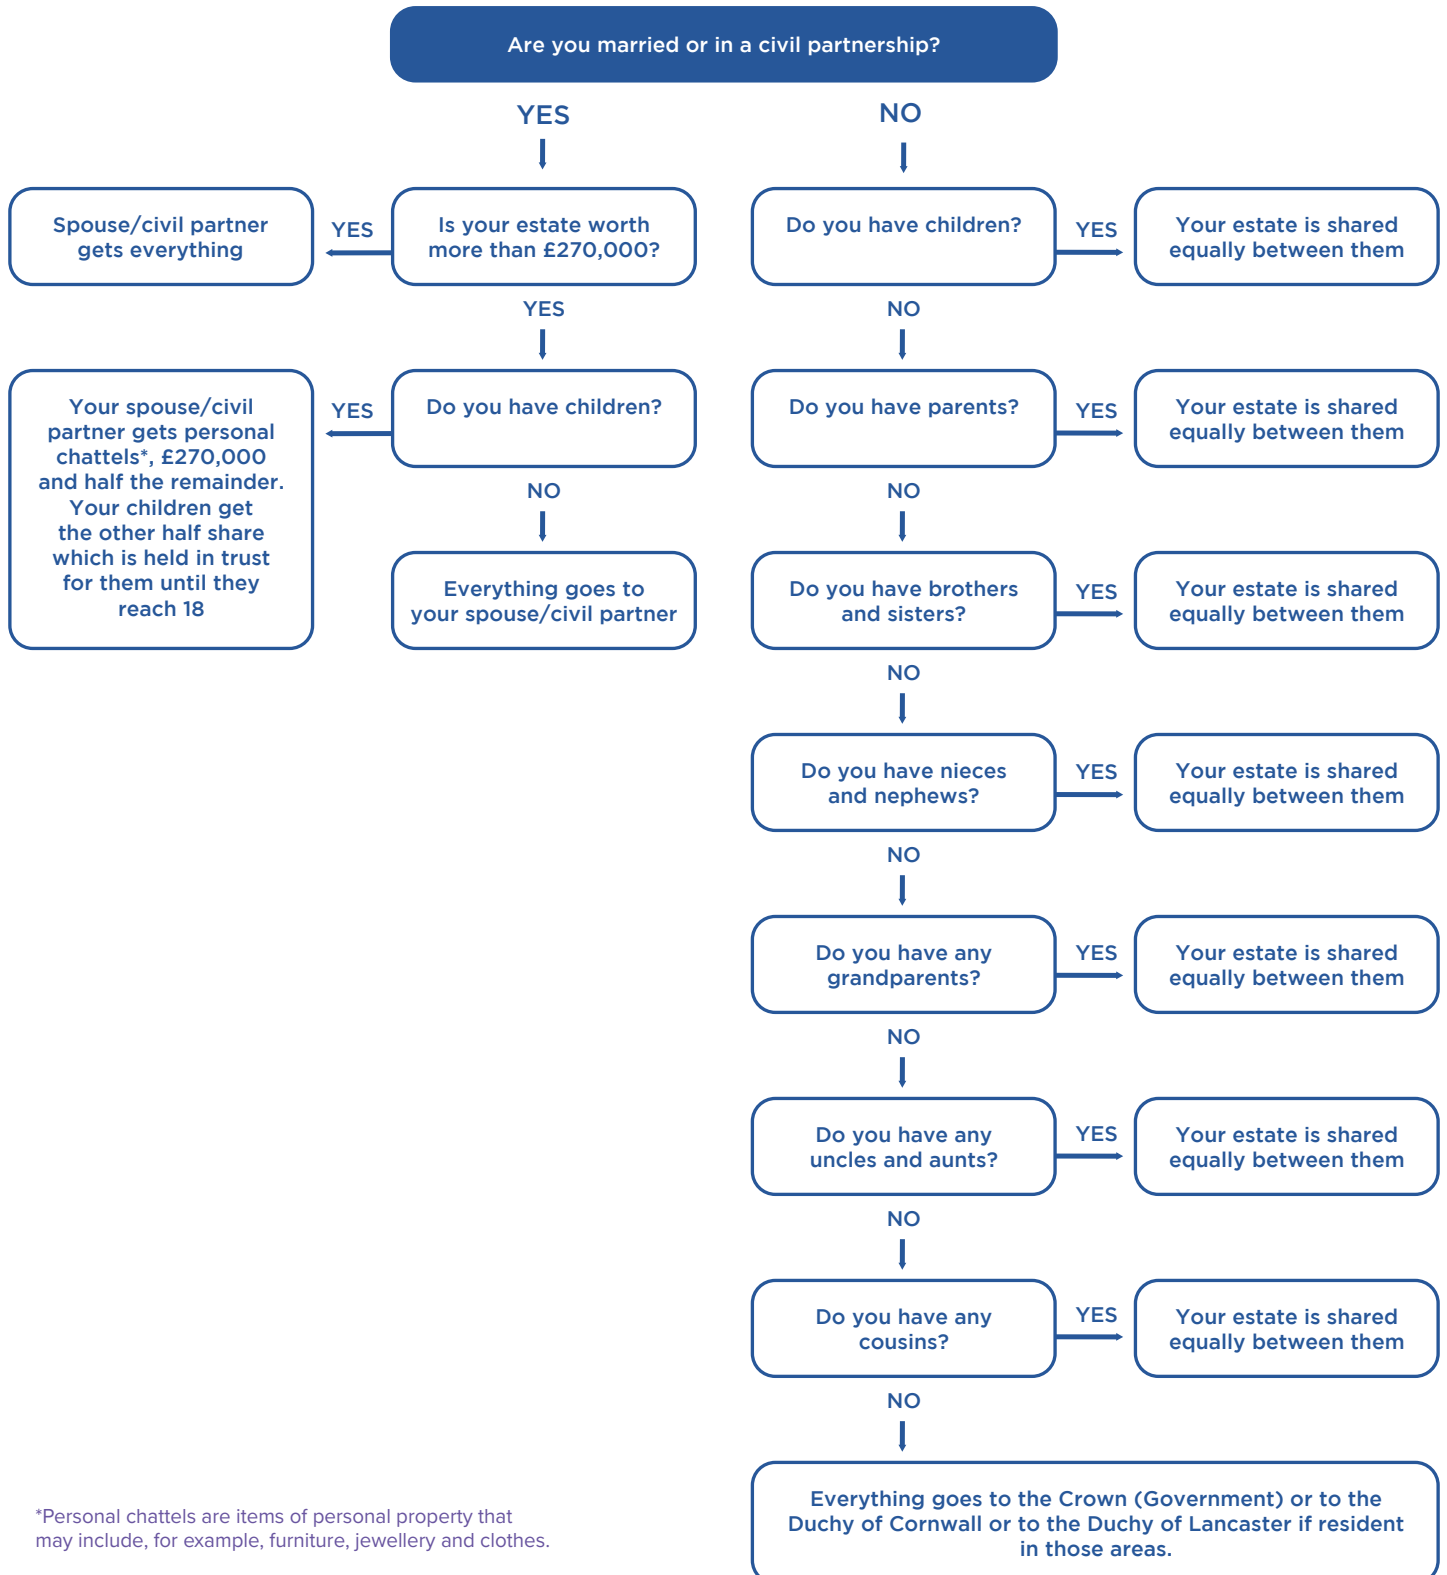 Are you married or in a civil partnership?
YES
NO
Spouse/civil partner
gets everything
YES
Is your estate worth
more than £270,000?
Do you have children?
YES
Your estate is shared
equally between them
YES
NO
Your spouse/civil
partner gets personal
chattels*, £270,000
and half the remainder.
Your children get
the other half share
which is held in trust
for them until they
reach 18
YES
Do you have children?
Do you have parents?
YES
Your estate is shared
equally between them
NO
NO
Everything goes to
your spouse/civil partner
Do you have brothers
and sisters?
YES
Your estate is shared
equally between them
NO
Do you have nieces
and nephews?
YES
Your estate is shared
equally between them
NO
Do you have any
grandparents?
YES
Your estate is shared
equally between them
NO
Do you have any
uncles and aunts?
YES
Your estate is shared
equally between them
NO
Do you have any
cousins?
YES
Your estate is shared
equally between them
NO
Everything goes to the Crown (Government) or to the
Duchy of Cornwall or to the Duchy of Lancaster if resident
in those areas.
*Personal chattels are items of personal property that
may include, for example, furniture, jewellery and clothes.